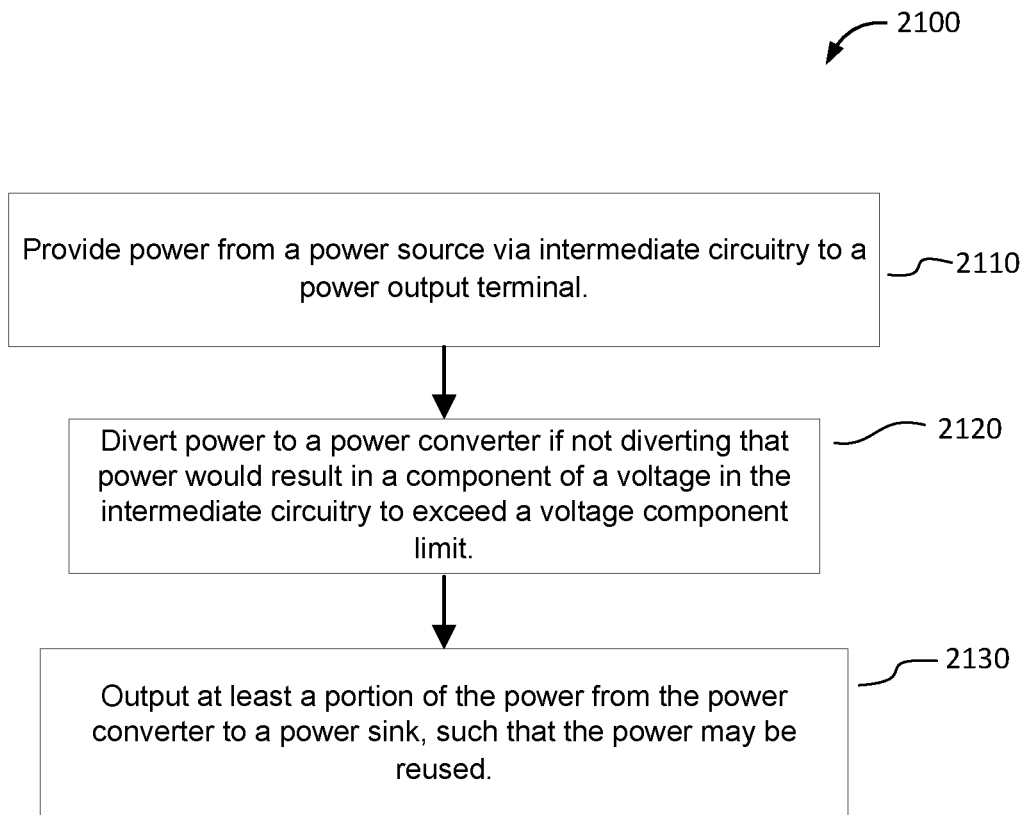 2100
Provide power from a power source via intermediate circuitry to a
power output terminal.
2110
Divert power to a power converter if not diverting that
power would result in a component of a voltage in the
intermediate circuitry to exceed a voltage component
limit.
2120
Output at least a portion of the power from the power
converter to a power sink, such that the power may be
reused.
2130